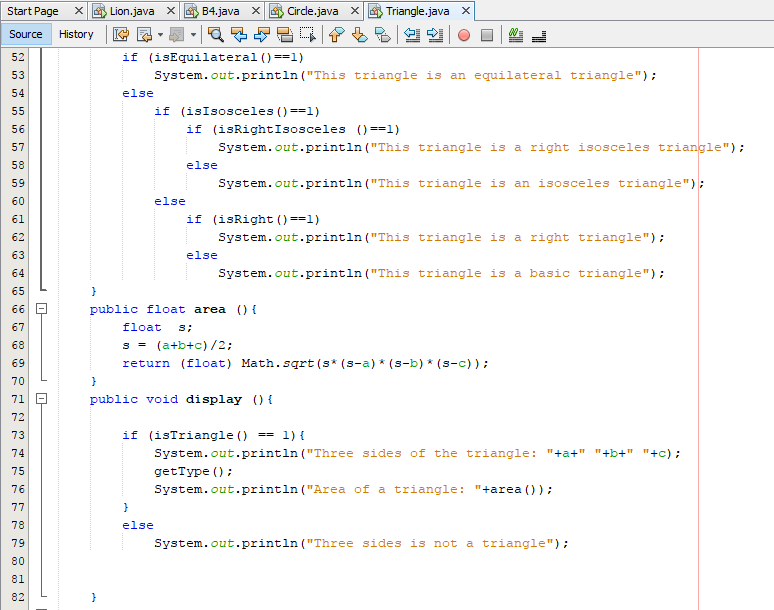 Start Page Lion.java B4.java Circle.java Triangle.java
Source History
52 if (isEquilateral()==1)
53 System.out.println("This triangle is an equilateral triangle");
54 else
55 if (isIsosceles()==1)
56 if (isRightIsosceles ()==1)
57 System.out.println("This triangle is a right isosceles triangle");
58 else
59 System.out.println("This triangle is an isosceles triangle");
60 else
61 if (isRight()==1)
62 System.out.println("This triangle is a right triangle");
63 else
64 System.out.println("This triangle is a basic triangle");
65 }
66 public float area (){
67 float  s;
68 s = (a+b+c)/2;
69 return (float) Math.sqrt(s*(s-a)*(s-b)*(s-c));
70 }
71 public void display (){
72
73 if (isTriangle() == 1){
74 System.out.println("Three sides of the triangle: "+a+" "+b+" "+c);
75 getType();
76 System.out.println("Area of a triangle: "+area());
77 }
78 else
79 System.out.println("Three sides is not a triangle");
80
81
82 }